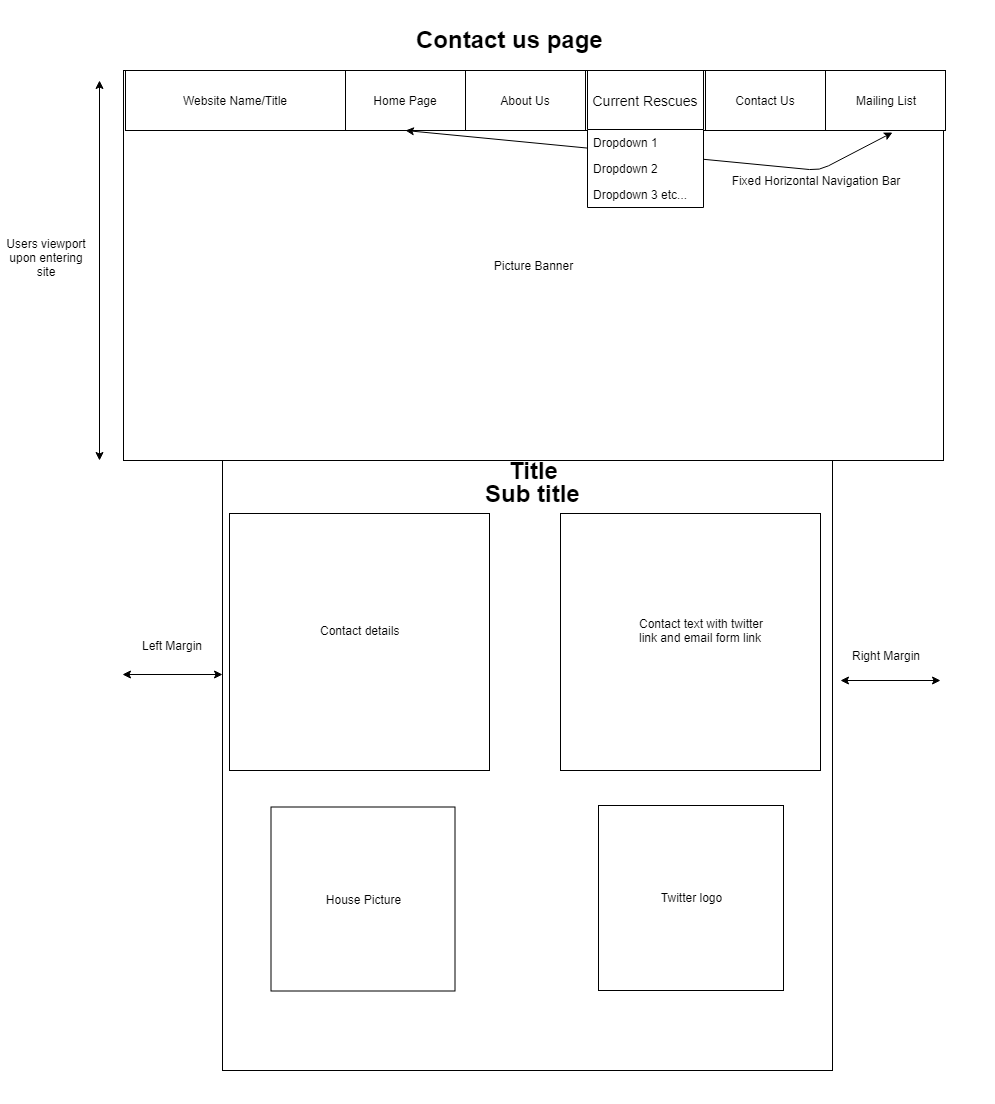 Contact us page
Website Name/Title
Home Page
About Us
Current Rescues
Contact Us
Mailing List
Dropdown 1
Dropdown 2
Dropdown 3 etc...
Fixed Horizontal Navigation Bar
Users viewport
upon entering
site
Picture Banner
Title
Sub title
Contact details
Contact text with twitter
link and email form link
Left Margin
Right Margin
House Picture
Twitter logo